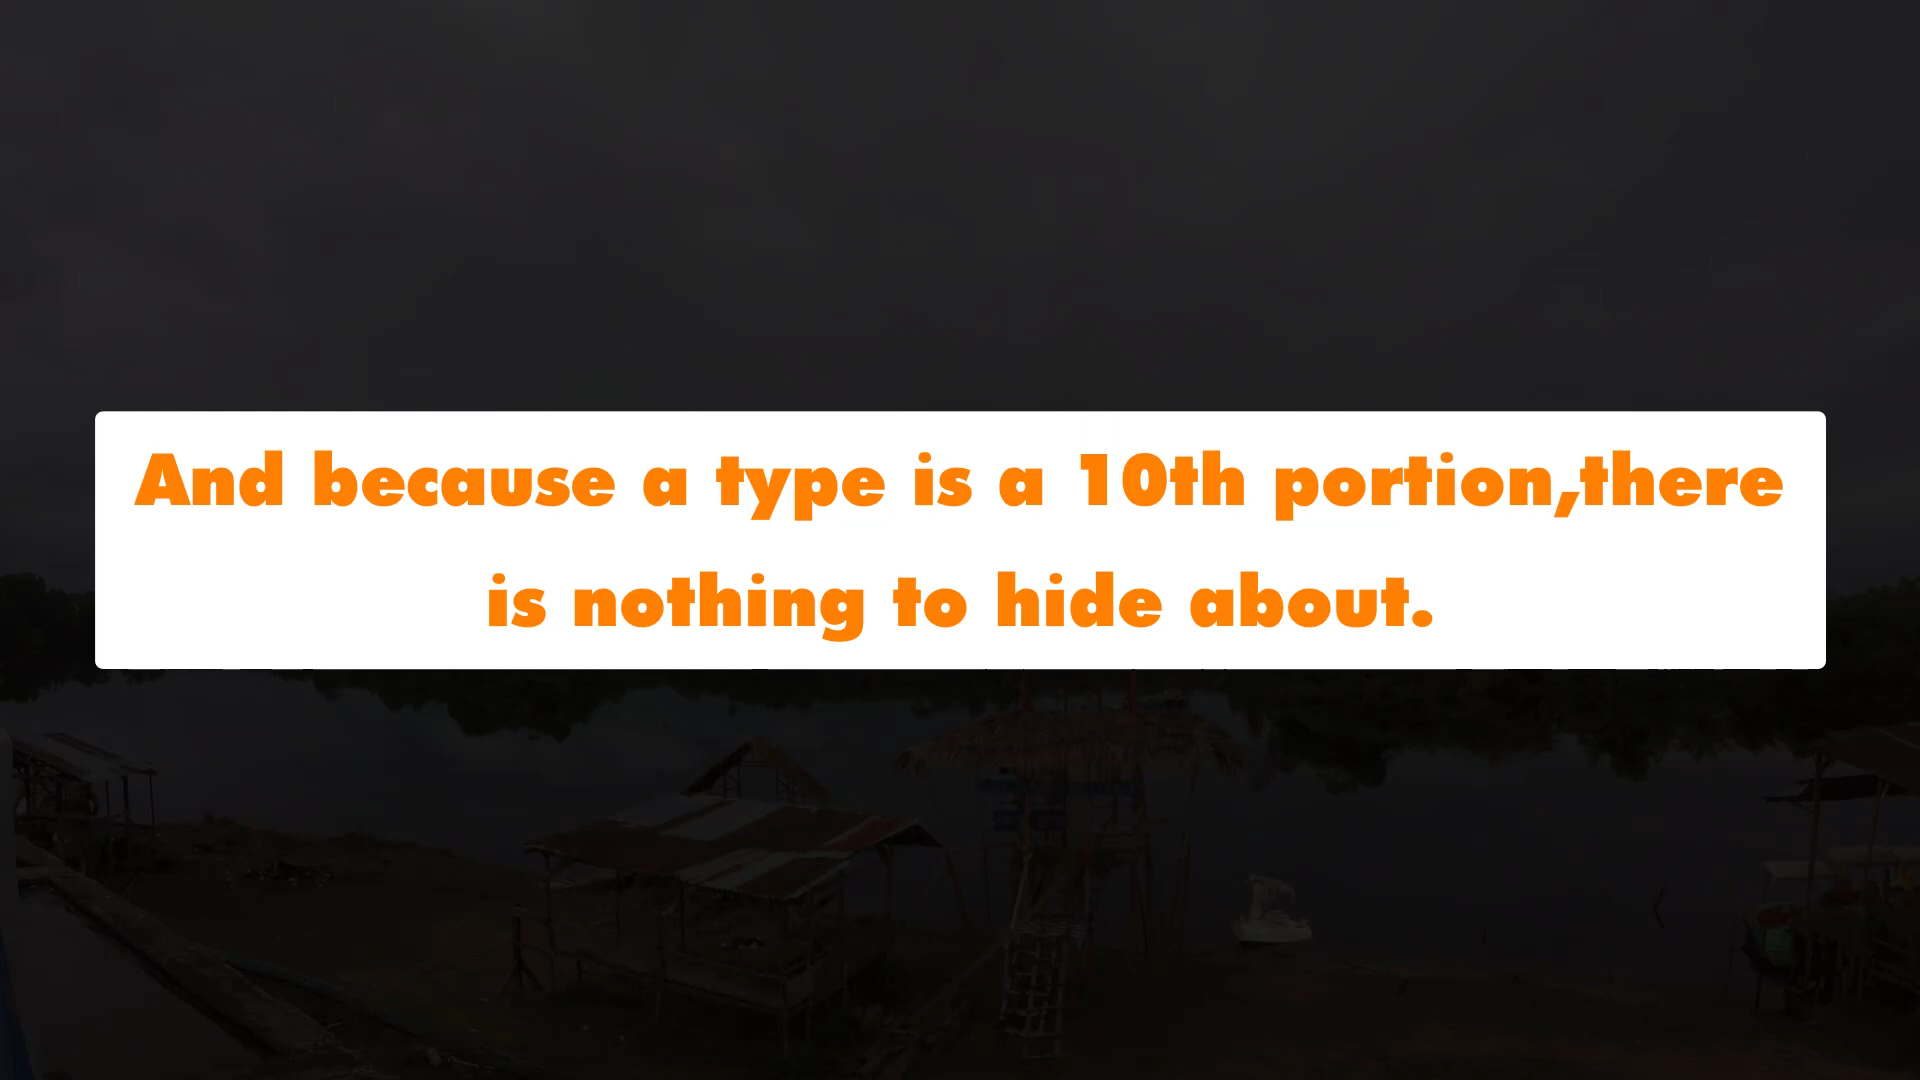 And because a type is a 10th portion,there
is nothing to hide about.